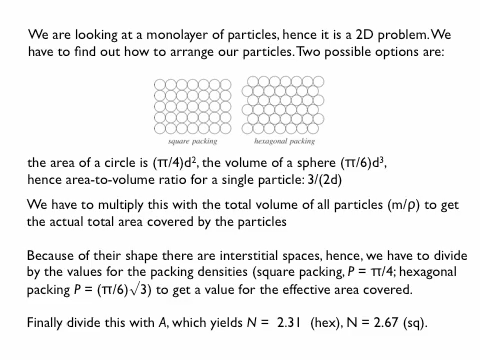 We are looking at a monolayer of particles, hence it is a 2D problem. We
have to find out how to arrange our particles. Two possible options are:
square packing
hexagonal packing
the area of a circle is (π/4)d², the volume of a sphere (π/6)d³,
hence area-to-volume ratio for a single particle: 3/(2d)
We have to multiply this with the total volume of all particles (m/ρ) to get
the actual total area covered by the particles
Because of their shape there are interstitial spaces, hence, we have to divide
by the values for the packing densities (square packing, P = π/4; hexagonal
packing P = (π/6)√3) to get a value for the effective area covered.
Finally divide this with A, which yields N = 2.31 (hex), N = 2.67 (sq).